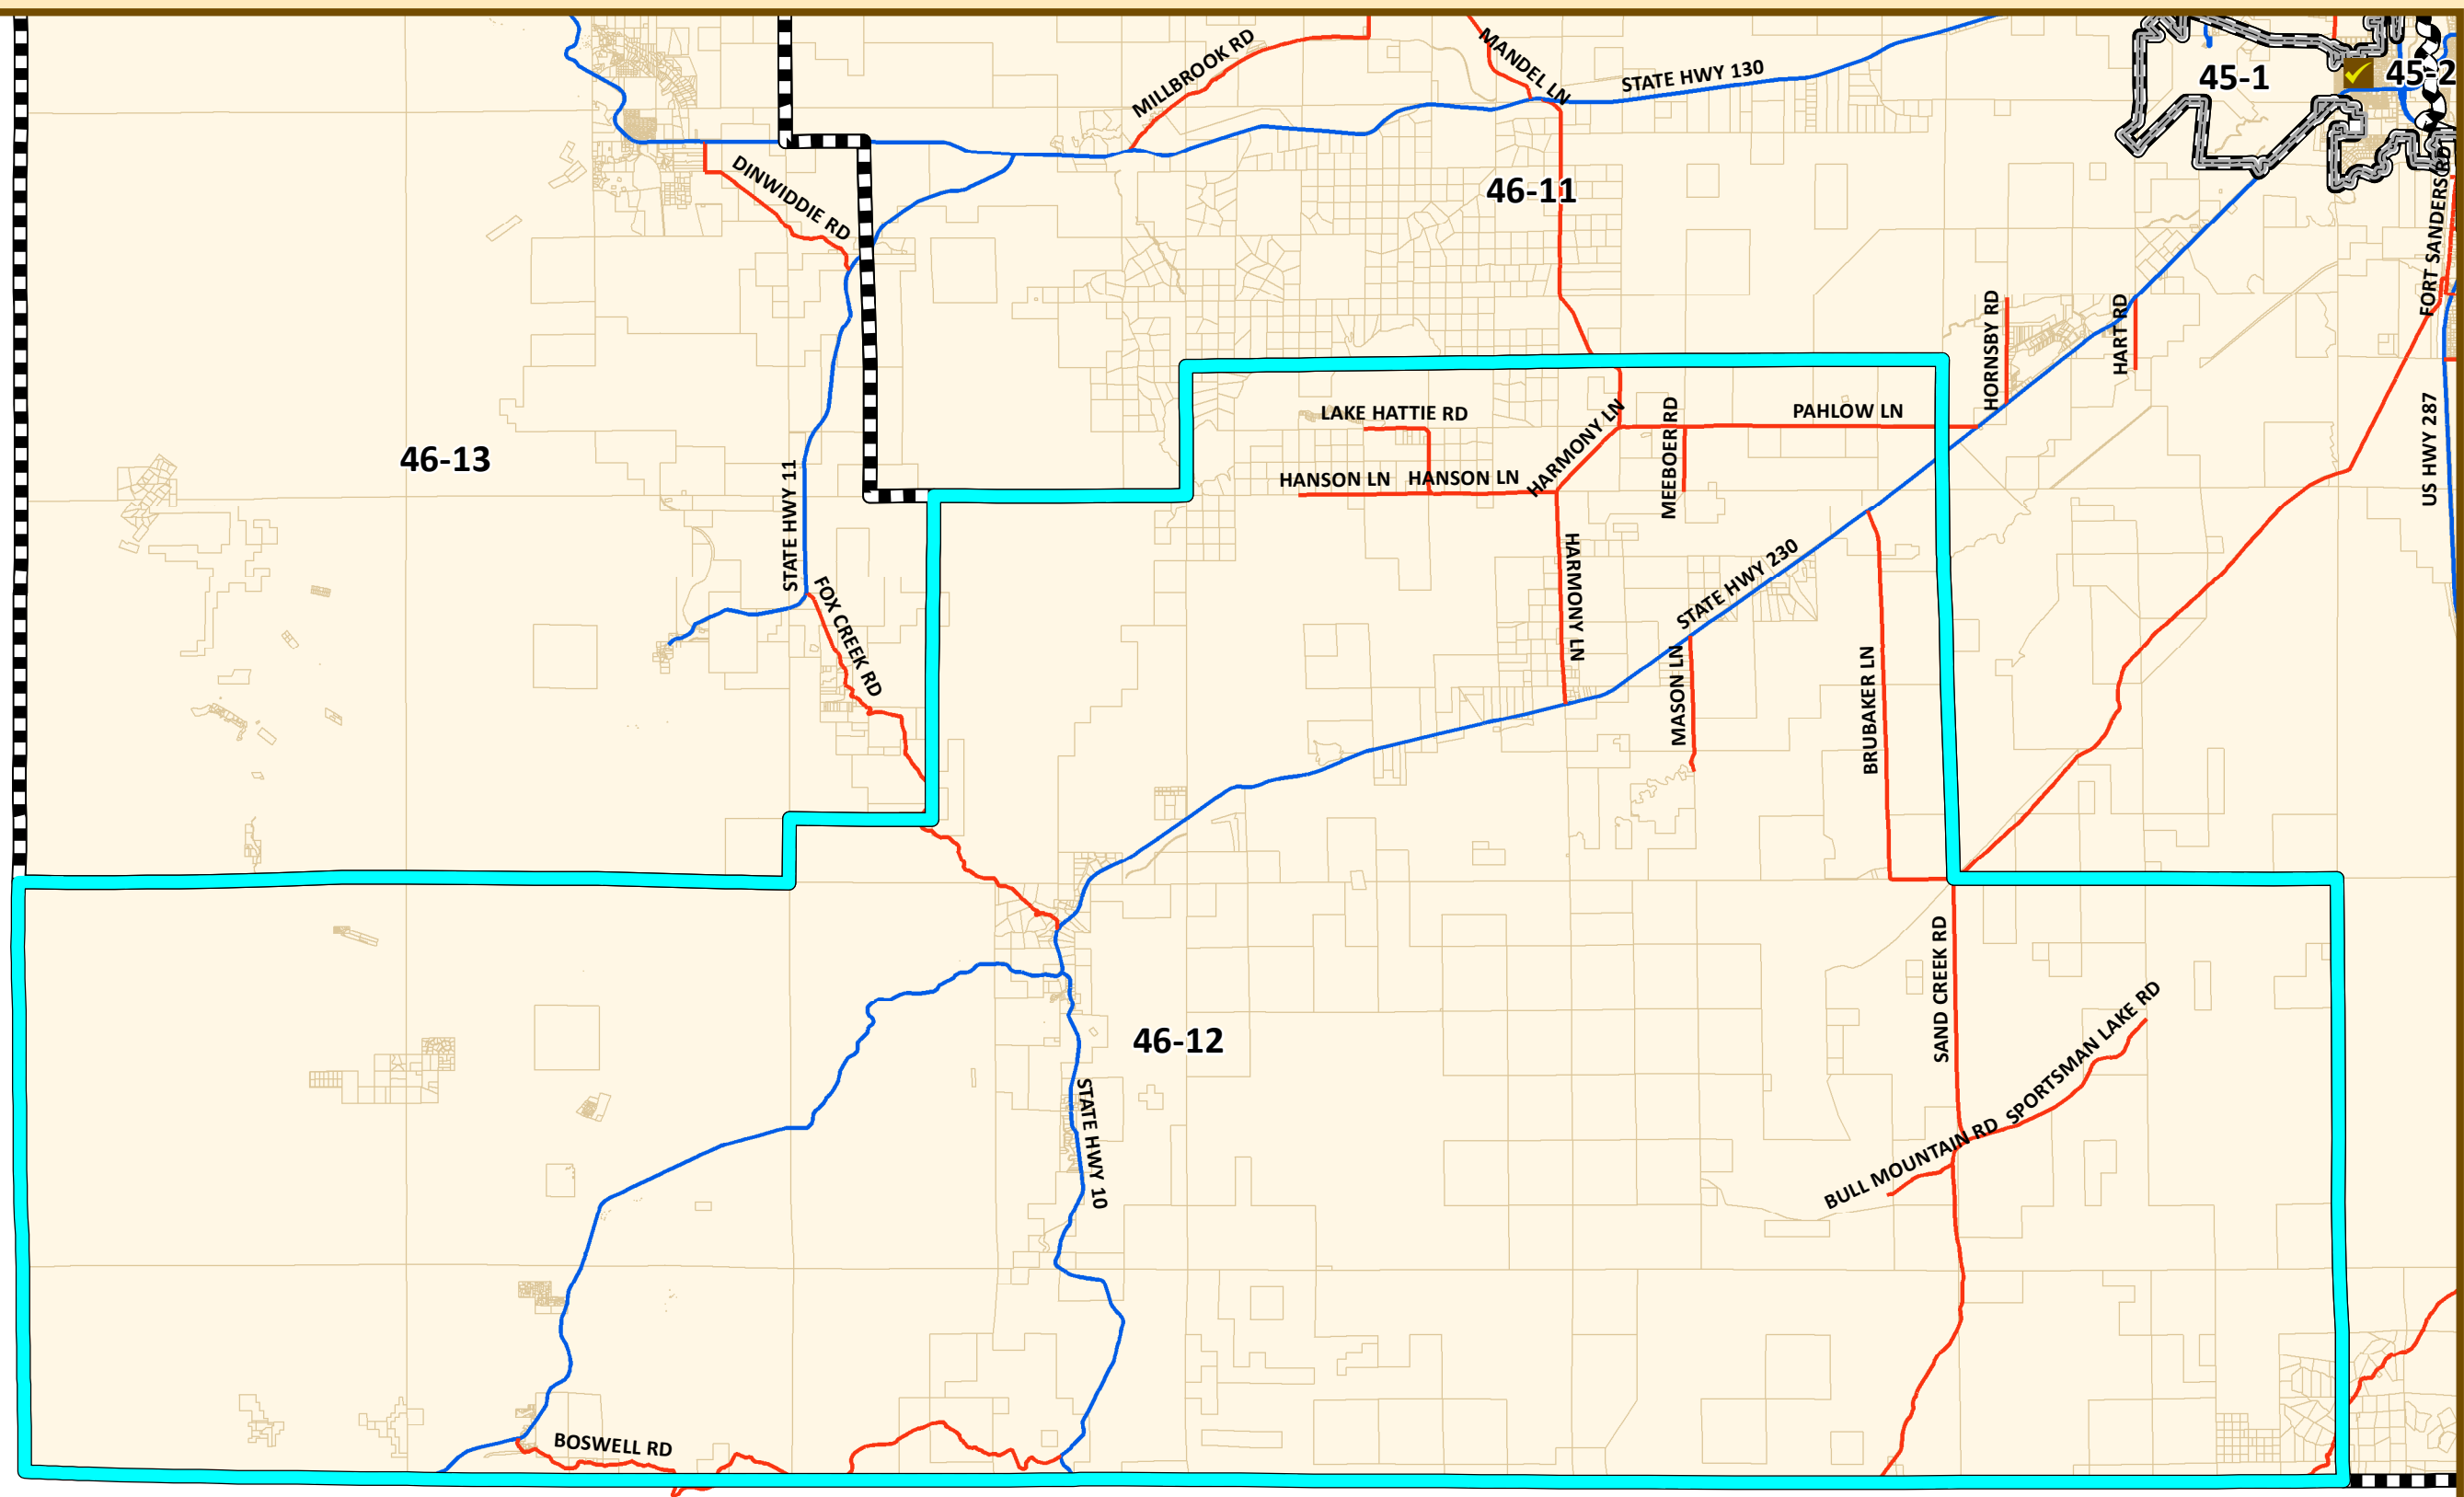 MILLBROOK RD
MANDEL LN
STATE HWY 130
45-1
45-2
DINWIDDIE RD
46-11
FORT SANDERS RD
HORNSBY RD
HART RD
LAKE HATTIE RD
HARMONY LN
MEEBOER RD
PAHLOW LN
US HWY 287
46-13
STATE HWY 11
HANSON LN
HANSON LN
FOX CREEK RD
HARMONY LN
STATE HWY 230
MASON LN
BRUBAKER LN
46-12
SAND CREEK RD
SPORTSMAN LAKE RD
STATE HWY 10
BULL MOUNTAIN RD
BOSWELL RD